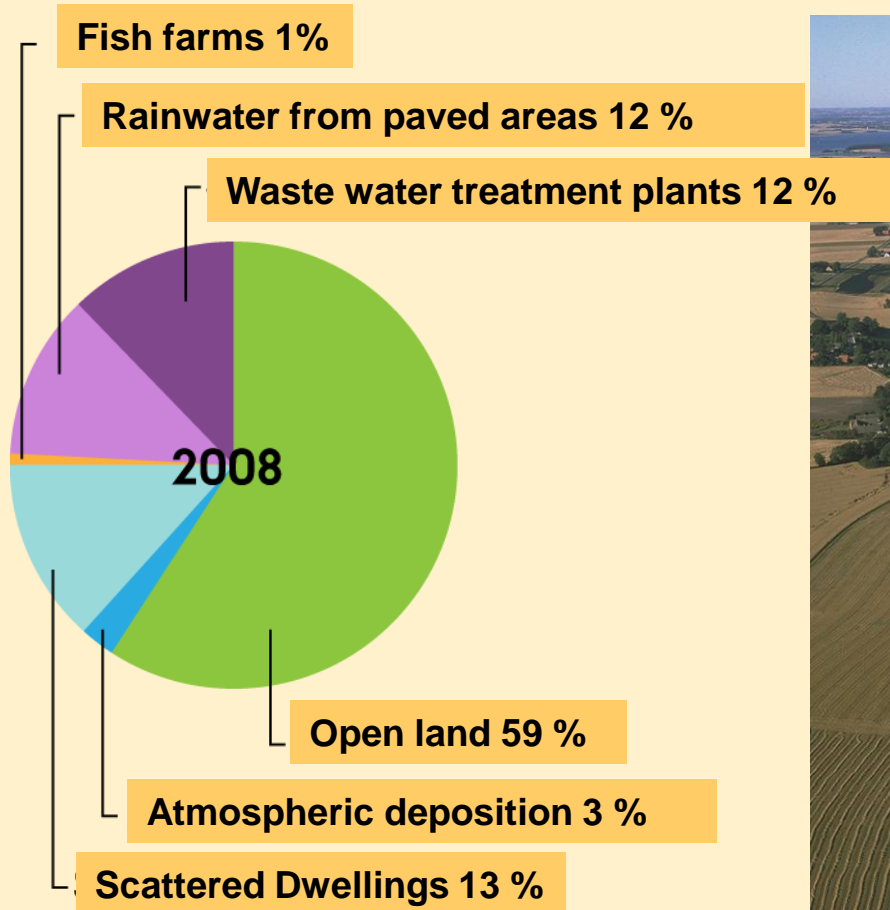 Fish farms 1%
Rainwater from paved areas 12 %
Waste water treatment plants 12 %
2008
Open land 59 %
Atmospheric deposition 3 %
Scattered Dwellings 13 %